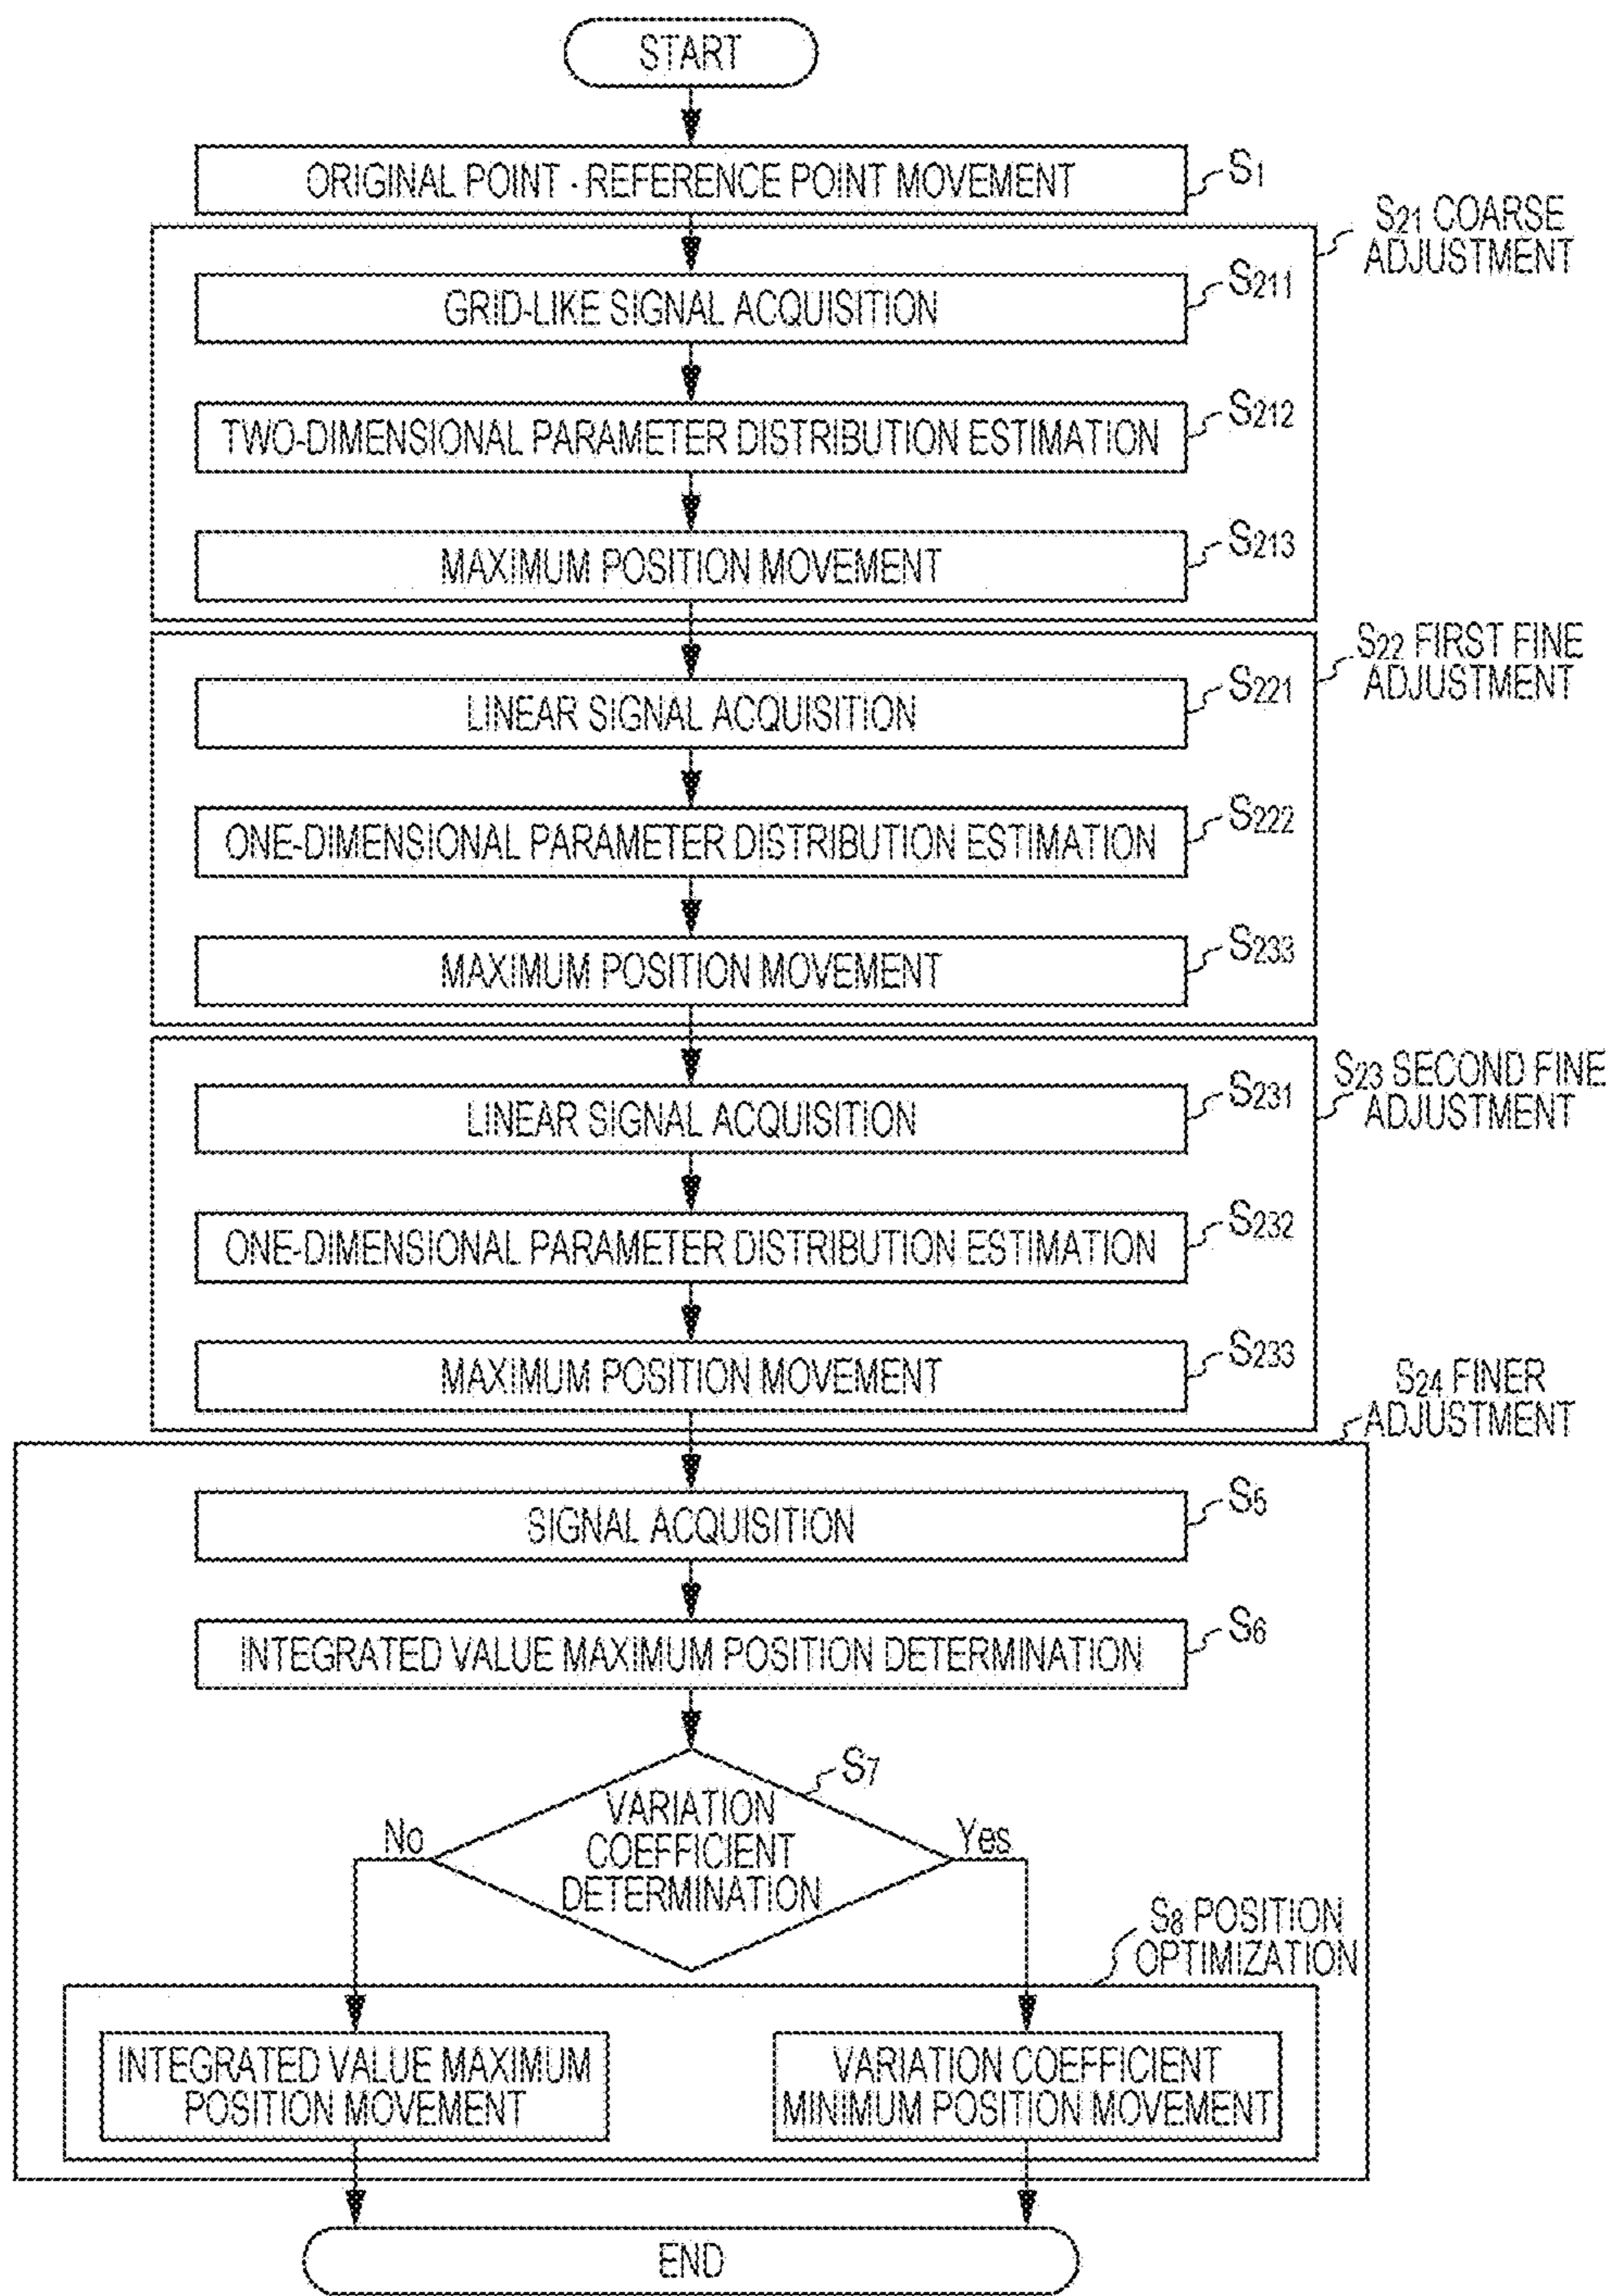 START
ORIGINAL POINT - REFERENCE POINT MOVEMENT
S1
S21 COARSE
ADJUSTMENT
GRID-LIKE SIGNAL ACQUISITION
S211
TWO-DIMENSIONAL PARAMETER DISTRIBUTION ESTIMATION
S212
MAXIMUM POSITION MOVEMENT
S213
S22 FIRST FINE
ADJUSTMENT
LINEAR SIGNAL ACQUISITION
S221
ONE-DIMENSIONAL PARAMETER DISTRIBUTION ESTIMATION
S222
MAXIMUM POSITION MOVEMENT
S233
S23 SECOND FINE
ADJUSTMENT
LINEAR SIGNAL ACQUISITION
S231
ONE-DIMENSIONAL PARAMETER DISTRIBUTION ESTIMATION
S232
MAXIMUM POSITION MOVEMENT
S233
S24 FINER
ADJUSTMENT
SIGNAL ACQUISITION
S5
INTEGRATED VALUE MAXIMUM POSITION DETERMINATION
S6
S7
VARIATION
COEFFICIENT
DETERMINATION
No
Yes
S8 POSITION
OPTIMIZATION
INTEGRATED VALUE MAXIMUM
POSITION MOVEMENT
VARIATION COEFFICIENT
MINIMUM POSITION MOVEMENT
END